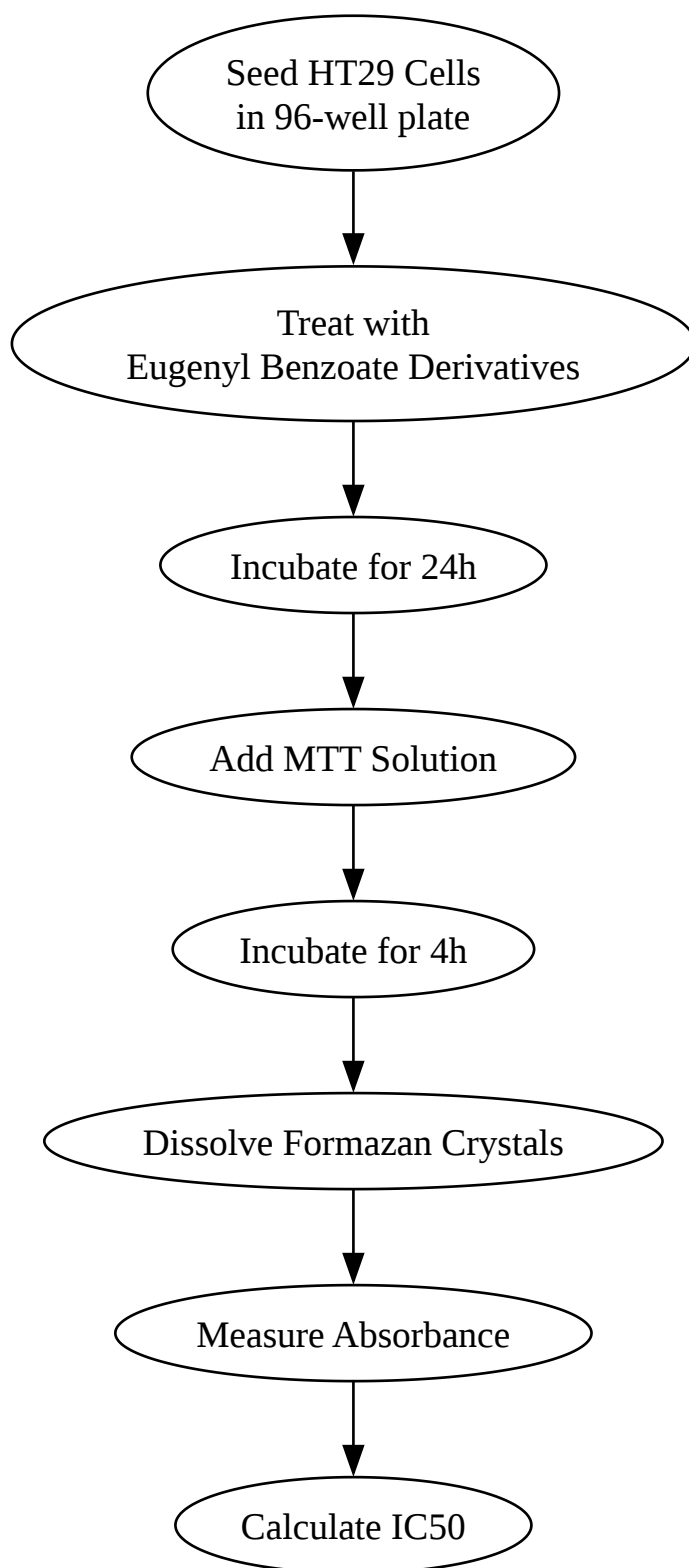 Seed HT29 Cells
in 96-well plate
Treat with
Eugenyl Benzoate Derivatives
Incubate for 24h
Add MTT Solution
Incubate for 4h
Dissolve Formazan Crystals
Measure Absorbance
Calculate IC50